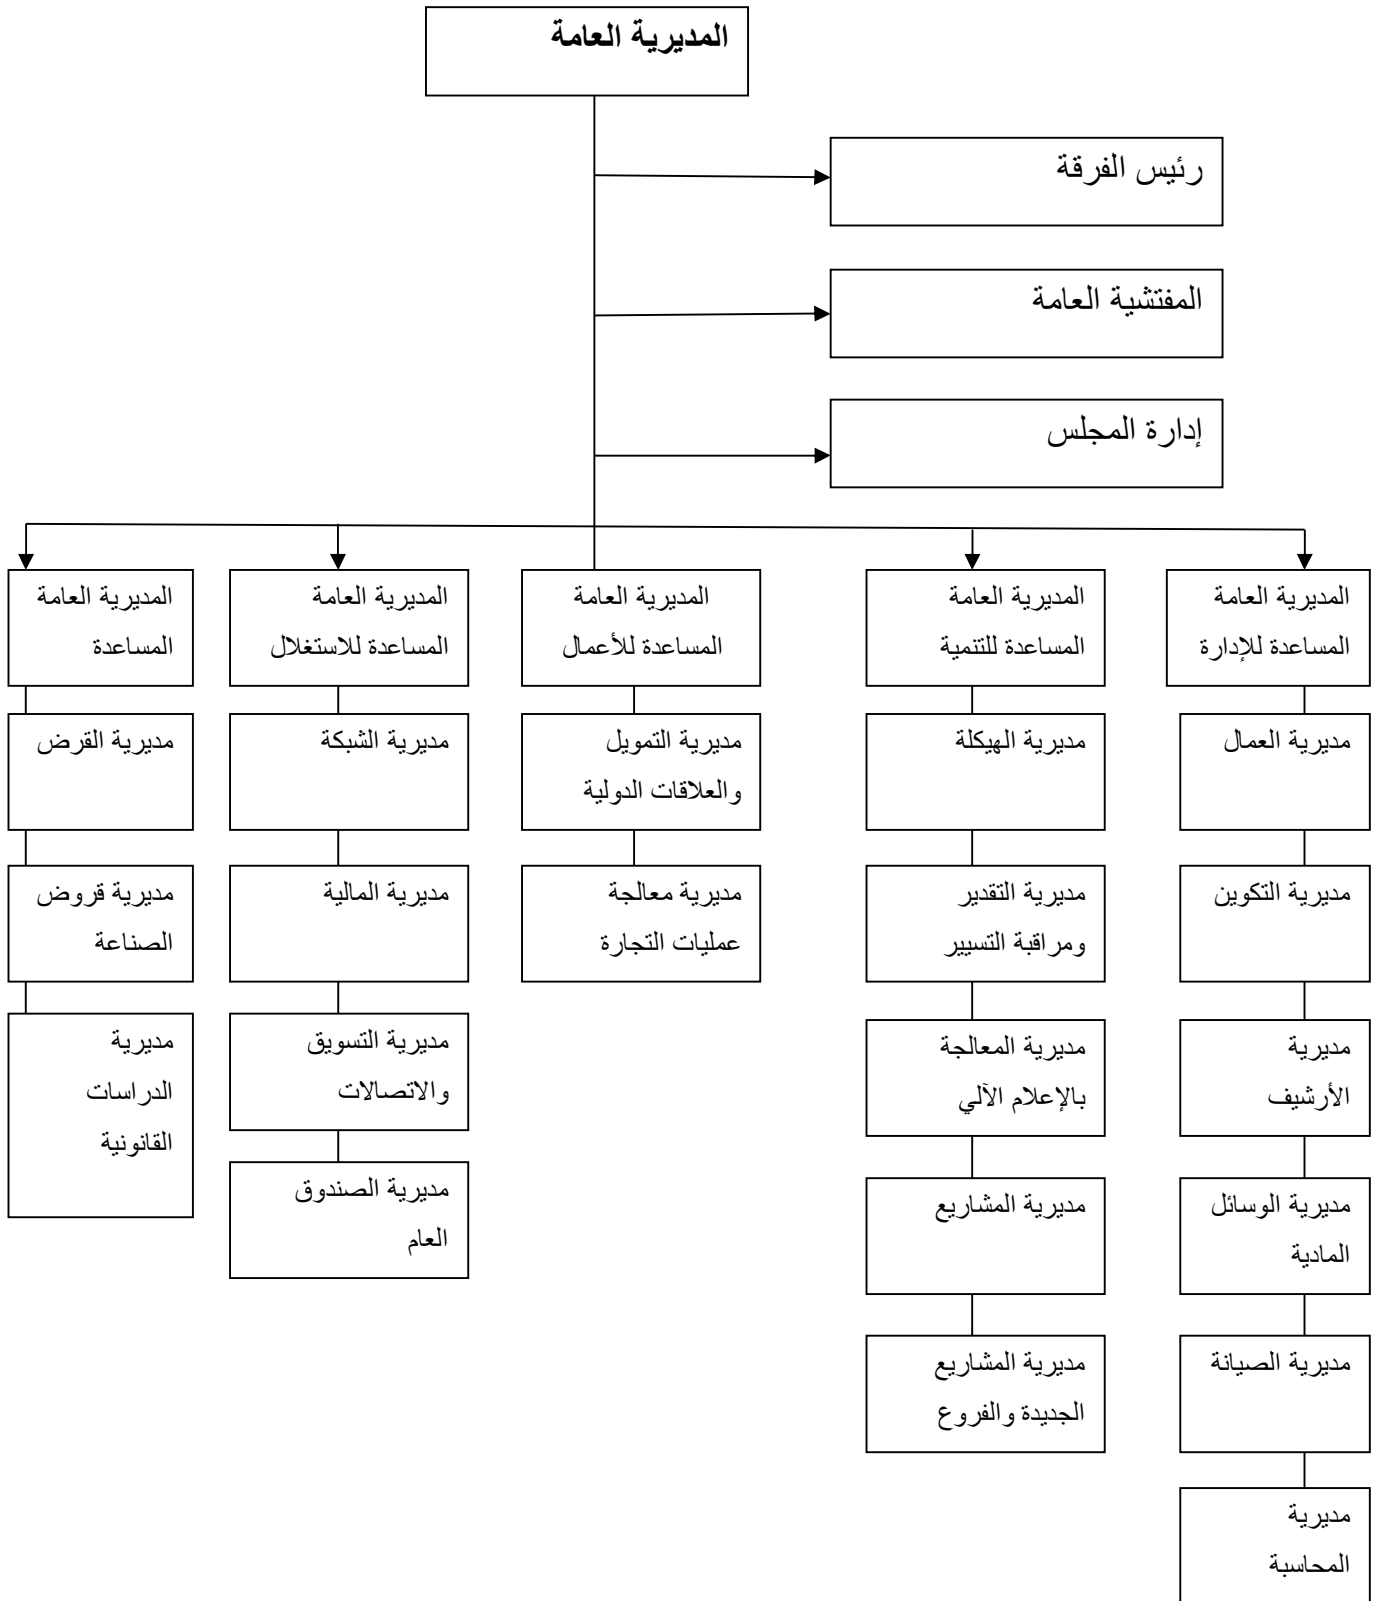 المديرية العامة
رئيس الفرقة
المفتشية العامة
إدارة المجلس
المديرية العامة
المساعدة للإدارة
المديرية العامة
المساعدة للتنمية
المديرية العامة
المساعدة للأعمال
المديرية العامة
المساعدة للاستغلال
المديرية العامة
المساعدة
مديرية العمال
مديرية الهيكلة
مديرية التمويل
والعلاقات الدولية
مديرية الشبكة
مديرية القرض
مديرية التكوين
مديرية التقدير
ومراقبة التسيير
مديرية معالجة
عمليات التجارة
مديرية المالية
مديرية قروض
الصناعة
مديرية
الأرشيف
مديرية المعالجة
بالإعلام الآلي
مديرية التسويق
والاتصالات
مديرية
الدراسات
القانونية
مديرية الوسائل
المادية
مديرية المشاريع
مديرية الصندوق
العام
مديرية الصيانة
مديرية المشاريع
الجديدة والفروع
مديرية
المحاسبة